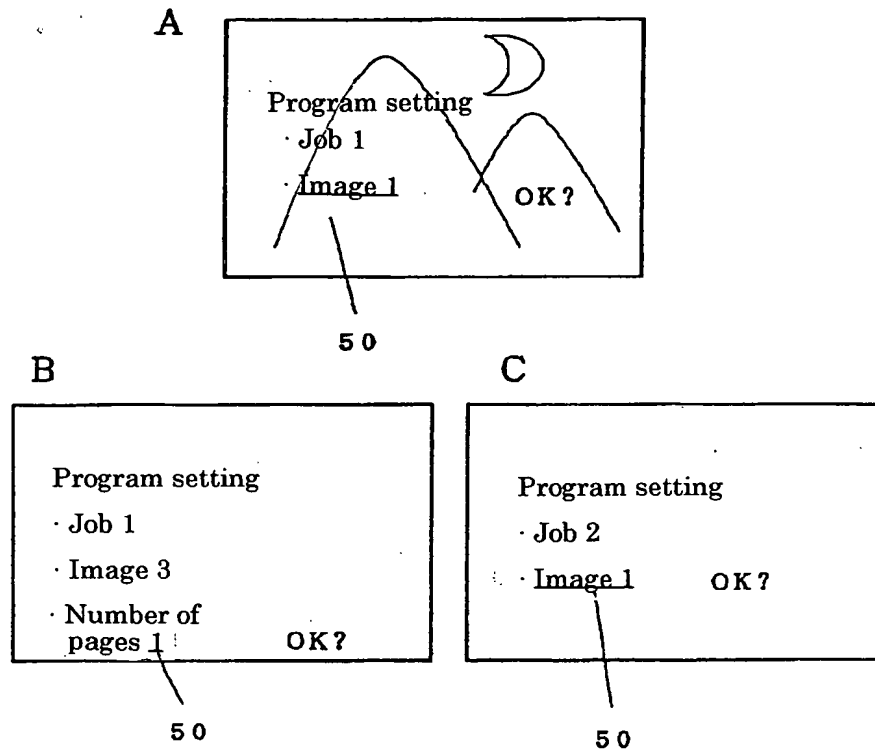 A
Program setting
· Job 1
· Image 1
OK?
50
B
Program setting
· Job 1
· Image 3
· Number of
pages 1
OK?
50
C
Program setting
· Job 2
· Image 1
OK?
50